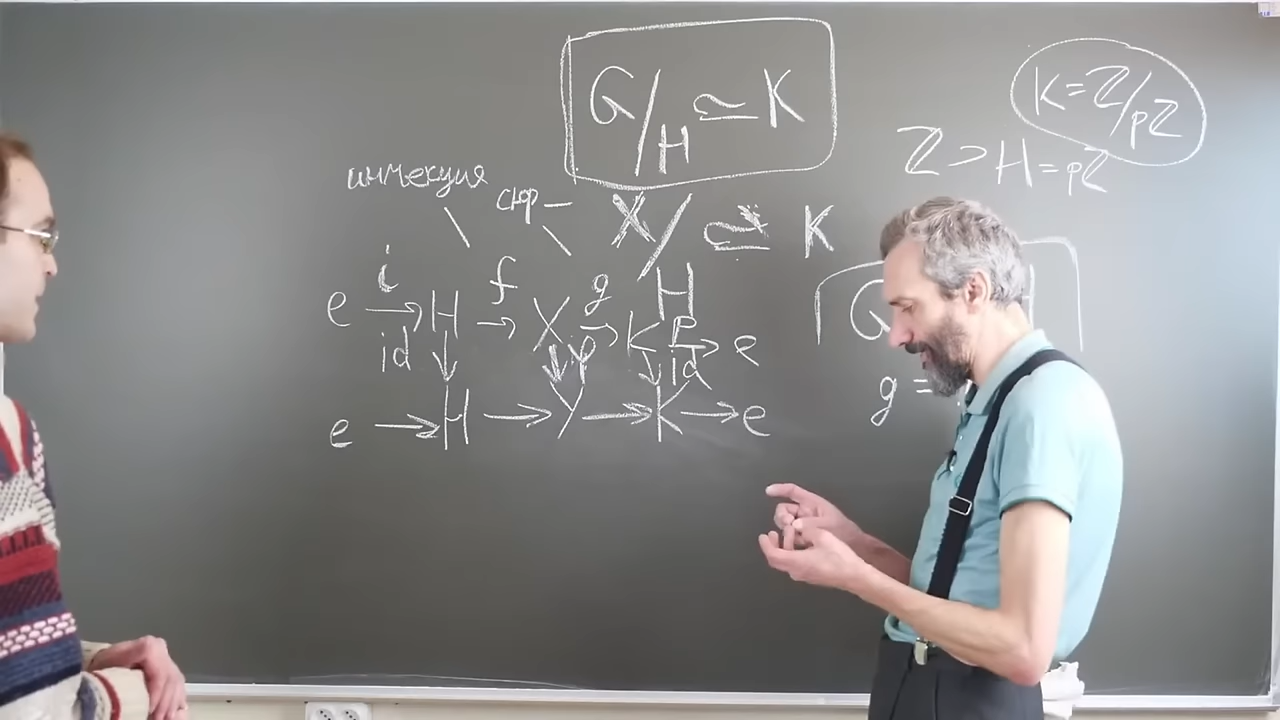 G/H ≃ K
K = ℤ/pℤ
ℤ ⊃ H = pℤ
инъекция
сюр —
X/H ≃ K
e →i H →f X →g K →p e
id ↓ ↓ φ ↓ id
e → H → Y → K → e
G
g =